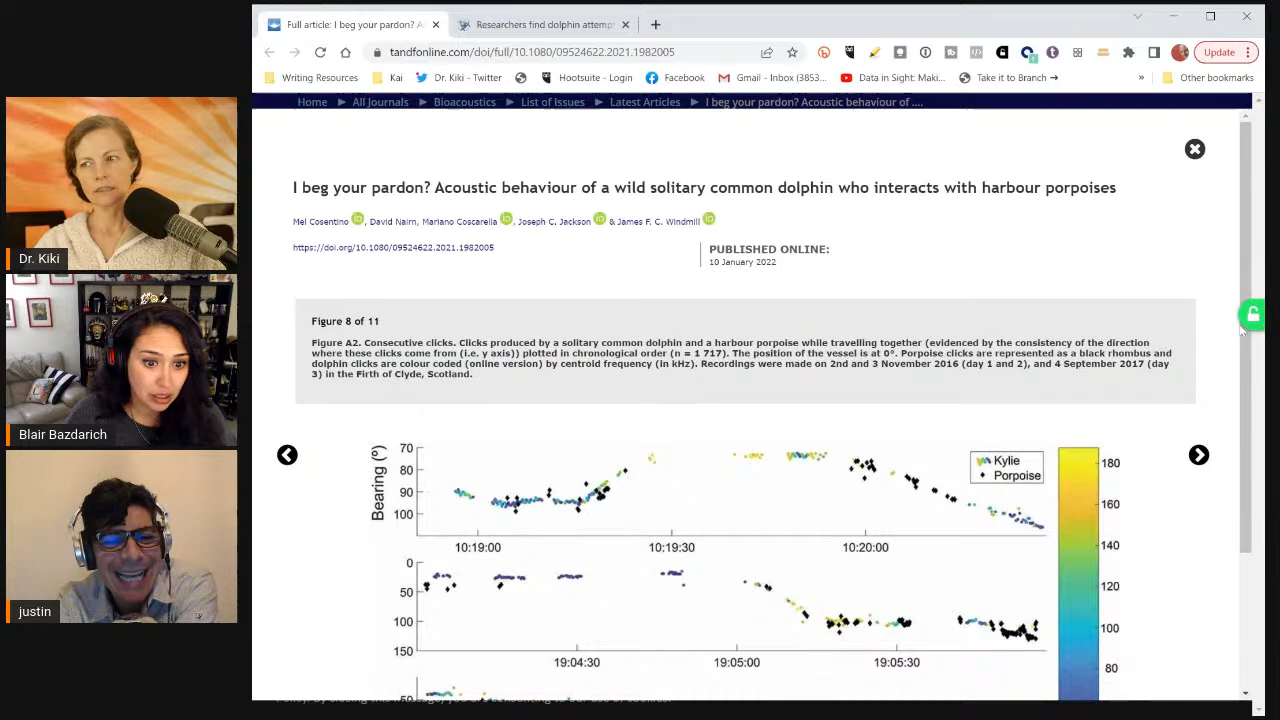 Full article: I beg your pardon? A
Researchers find dolphin attemp
tandfonline.com/doi/full/10.1080/09524622.2021.1982005
Update
Writing Resources
Kai
Dr. Kiki - Twitter
Hootsuite - Login
Facebook
Gmail - Inbox (3853...
Data in Sight: Maki...
Take it to Branch →
»
Other bookmarks
Home ► All Journals ► Bioacoustics ► List of Issues ► Latest Articles ► I beg your pardon? Acoustic behaviour of ....
I beg your pardon? Acoustic behaviour of a wild solitary common dolphin who interacts with harbour porpoises
Mel Cosentino iD, David Nairn, Mariano Coscarella iD, Joseph C. Jackson iD & James F. C. Windmill iD
https://doi.org/10.1080/09524622.2021.1982005
PUBLISHED ONLINE:
10 January 2022
Figure 8 of 11
Figure A2. Consecutive clicks. Clicks produced by a solitary common dolphin and a harbour porpoise while travelling together (evidenced by the consistency of the direction
where these clicks come from (i.e. y axis)) plotted in chronological order (n = 1 717). The position of the vessel is at 0°. Porpoise clicks are represented as a black rhombus and
dolphin clicks are colour coded (online version) by centroid frequency (in kHz). Recordings were made on 2nd and 3 November 2016 (day 1 and 2), and 4 September 2017 (day
3) in the Firth of Clyde, Scotland.
Bearing (º)
70
80
90
100
10:19:00
10:19:30
10:20:00
Kylie
Porpoise
0
50
100
150
19:04:30
19:05:00
19:05:30
50
180
160
140
120
100
80
Dr. Kiki
Blair Bazdarich
justin